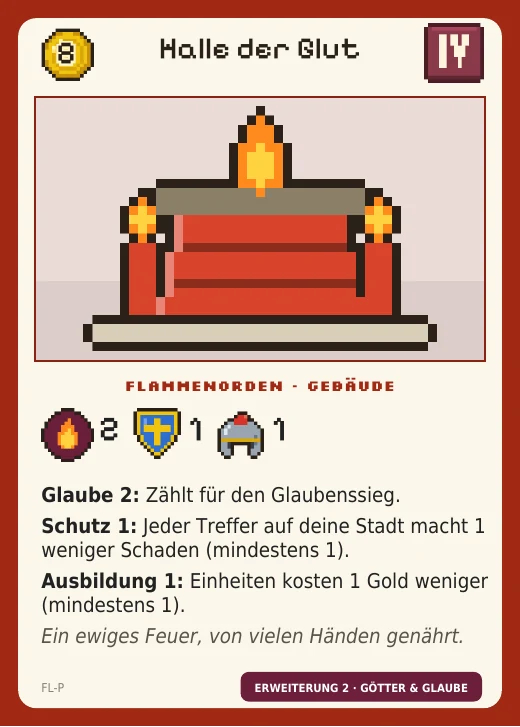 8
Halle der Glut
IV
FLAMMENORDEN · GEBÄUDE
2 1 1
Glaube 2: Zählt für den Glaubenssieg.
Schutz 1: Jeder Treffer auf deine Stadt macht 1
weniger Schaden (mindestens 1).
Ausbildung 1: Einheiten kosten 1 Gold weniger
(mindestens 1).
Ein ewiges Feuer, von vielen Händen genährt.
FL-P
ERWEITERUNG 2 · GÖTTER & GLAUBE